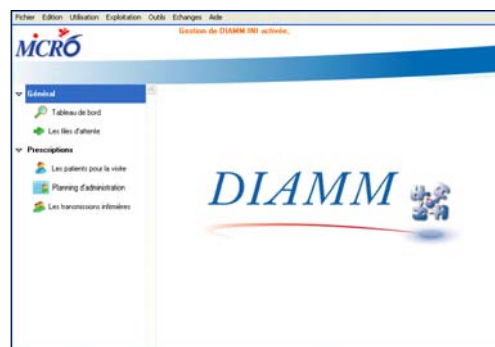 Fichier Edition Utilisation Exploitation Outils Echanges Aide
Gestion de DIAMM.INI activée.
MICRO6
Général
Tableau de bord
Les files d'attente
Prescriptions
Les patients pour la visite
Planning d'administration
Les transmissions infirmières
DIAMM